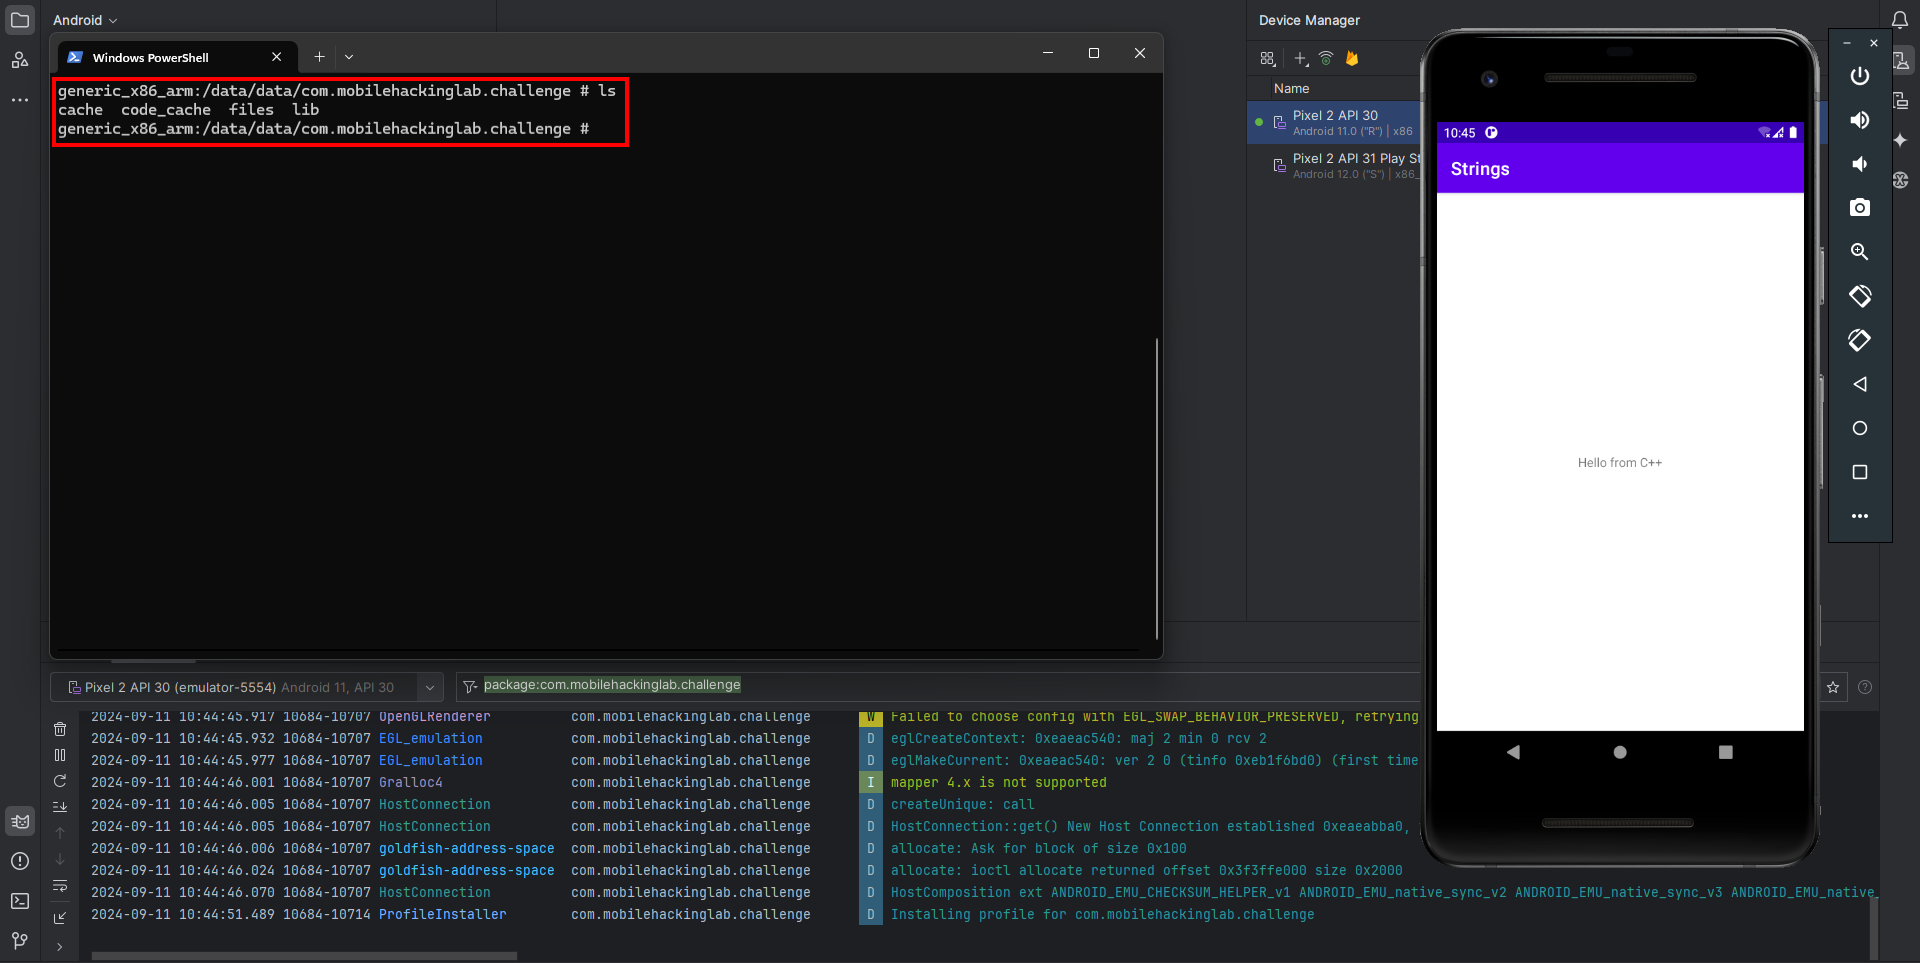 Android
Windows PowerShell
generic_x86_arm:/data/data/com.mobilehackinglab.challenge # ls
cache  code_cache  files  lib
generic_x86_arm:/data/data/com.mobilehackinglab.challenge #
Device Manager
Name
Pixel 2 API 30
Android 11.0 ("R") | x86
Pixel 2 API 31 Play St
Android 12.0 ("S") | x86_
10:45
Strings
Hello from C++
Pixel 2 API 30 (emulator-5554) Android 11, API 30
package:com.mobilehackinglab.challenge
2024-09-11 10:44:45.917 10684-10707 OpenGLRenderer com.mobilehackinglab.challenge W Failed to choose config with EGL_SWAP_BEHAVIOR_PRESERVED, retrying
2024-09-11 10:44:45.932 10684-10707 EGL_emulation com.mobilehackinglab.challenge D eglCreateContext: 0xeaeac540: maj 2 min 0 rcv 2
2024-09-11 10:44:45.977 10684-10707 EGL_emulation com.mobilehackinglab.challenge D eglMakeCurrent: 0xeaeac540: ver 2 0 (tinfo 0xeb1f6bd0) (first time
2024-09-11 10:44:46.001 10684-10707 Gralloc4 com.mobilehackinglab.challenge I mapper 4.x is not supported
2024-09-11 10:44:46.005 10684-10707 HostConnection com.mobilehackinglab.challenge D createUnique: call
2024-09-11 10:44:46.005 10684-10707 HostConnection com.mobilehackinglab.challenge D HostConnection::get() New Host Connection established 0xeaeabba0,
2024-09-11 10:44:46.006 10684-10707 goldfish-address-space com.mobilehackinglab.challenge D allocate: Ask for block of size 0x100
2024-09-11 10:44:46.024 10684-10707 goldfish-address-space com.mobilehackinglab.challenge D allocate: ioctl allocate returned offset 0x3f3ffe000 size 0x2000
2024-09-11 10:44:46.070 10684-10707 HostConnection com.mobilehackinglab.challenge D HostComposition ext ANDROID_EMU_CHECKSUM_HELPER_v1 ANDROID_EMU_native_sync_v2 ANDROID_EMU_native_sync_v3 ANDROID_EMU_native_
2024-09-11 10:44:51.489 10684-10714 ProfileInstaller com.mobilehackinglab.challenge D Installing profile for com.mobilehackinglab.challenge